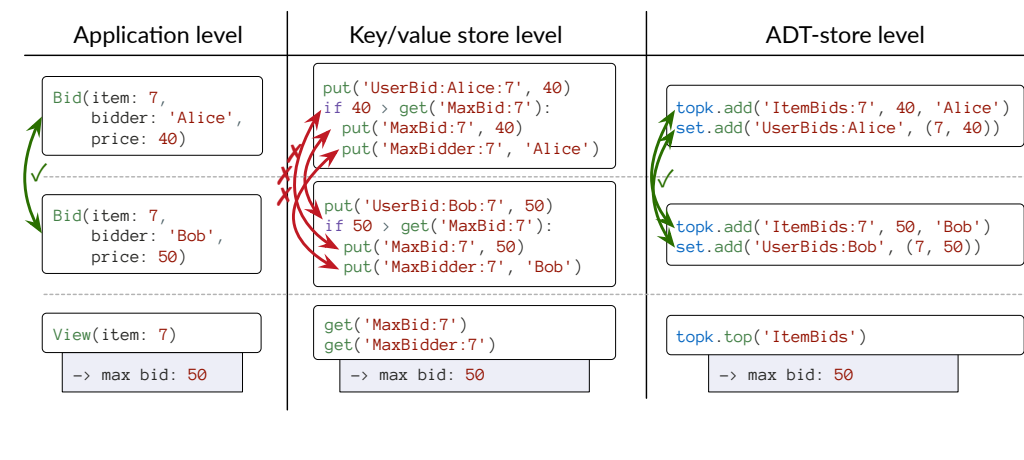 Application level
Key/value store level
ADT-store level
Bid(item: 7,
bidder: 'Alice',
price: 40)
put('UserBid:Alice:7', 40)
if 40 > get('MaxBid:7'):
put('MaxBid:7', 40)
put('MaxBidder:7', 'Alice')
topk.add('ItemBids:7', 40, 'Alice')
set.add('UserBids:Alice', (7, 40))
✓
✗
✗
✗
✓
Bid(item: 7,
bidder: 'Bob',
price: 50)
put('UserBid:Bob:7', 50)
if 50 > get('MaxBid:7'):
put('MaxBid:7', 50)
put('MaxBidder:7', 'Bob')
topk.add('ItemBids:7', 50, 'Bob')
set.add('UserBids:Bob', (7, 50))
View(item: 7)
-> max bid: 50
get('MaxBid:7')
get('MaxBidder:7')
-> max bid: 50
topk.top('ItemBids')
-> max bid: 50